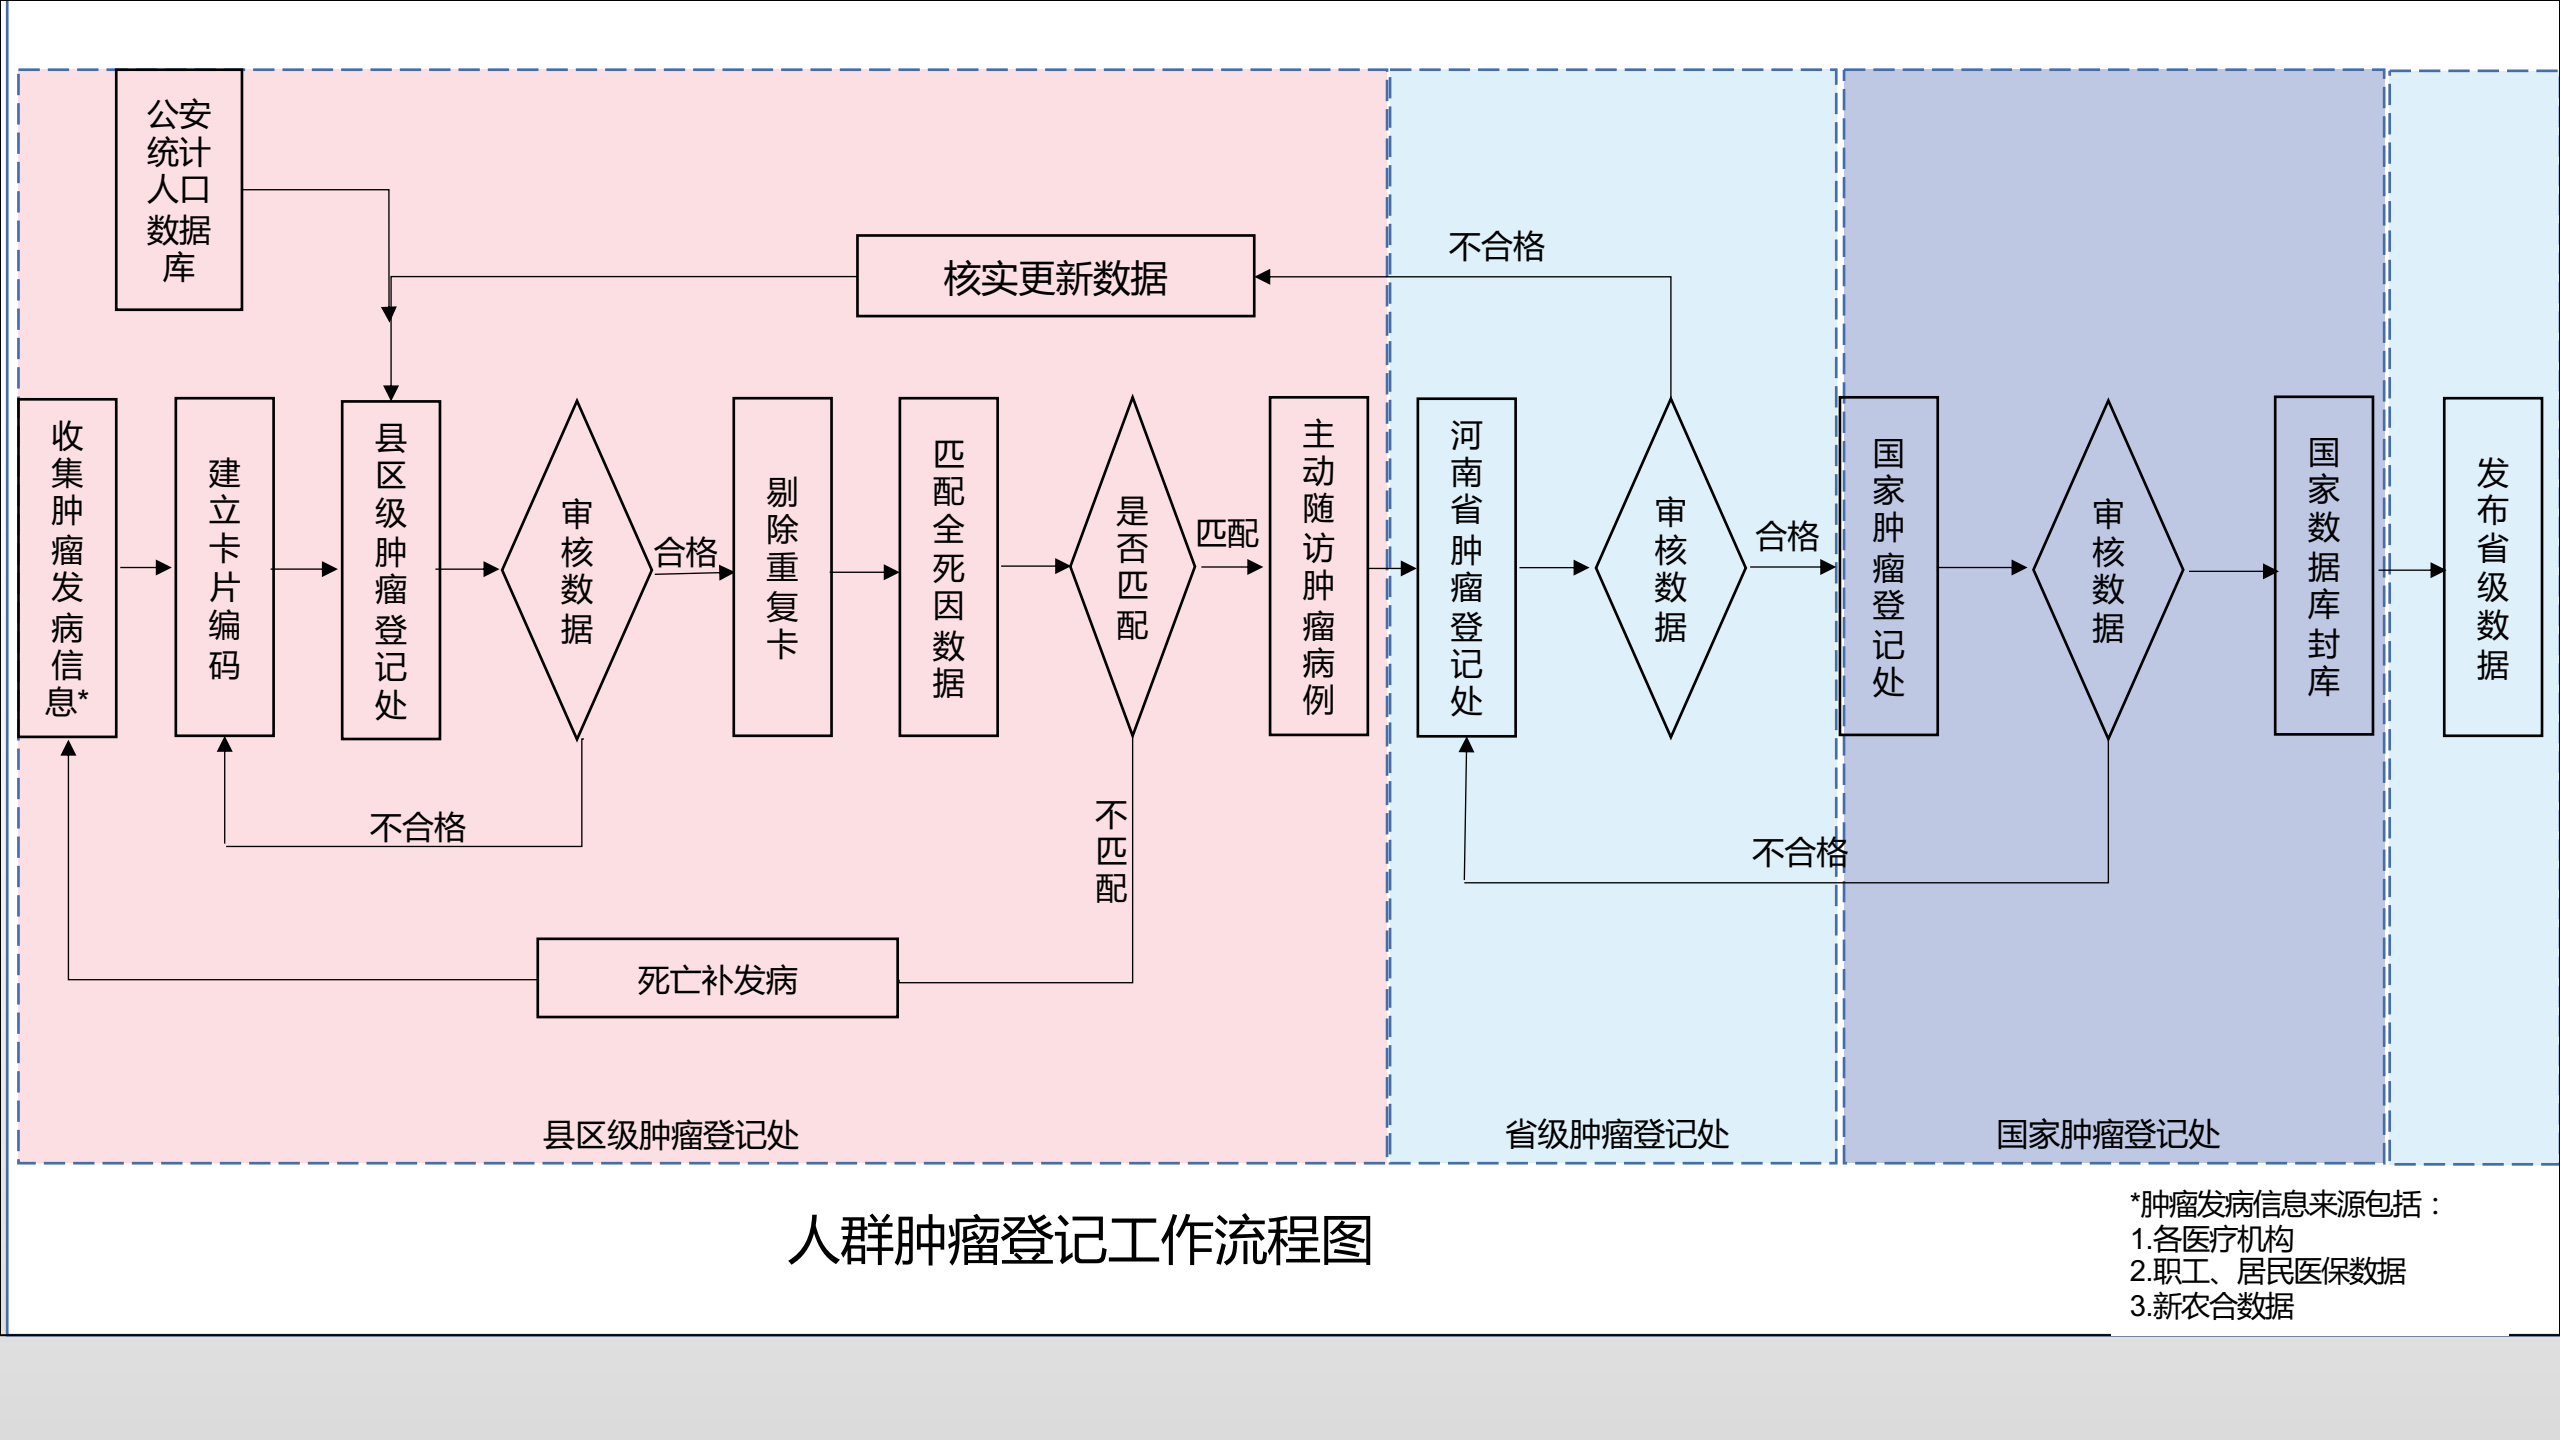 公安
统计
人口
数据
库
核实更新数据
不合格
收集肿瘤发病信息*
建立卡片编码
县区级肿瘤登记处
审核数据
合格
剔除重复卡
匹配全死因数据
是否匹配
匹配
主动随访肿瘤病例
河南省肿瘤登记处
审核数据
合格
国家肿瘤登记处
审核数据
国家数据库封库
发布省级数据
不合格
不匹配
不合格
死亡补发病
县区级肿瘤登记处
省级肿瘤登记处
国家肿瘤登记处
人群肿瘤登记工作流程图
*肿瘤发病信息来源包括：
1.各医疗机构
2.职工、居民医保数据
3.新农合数据